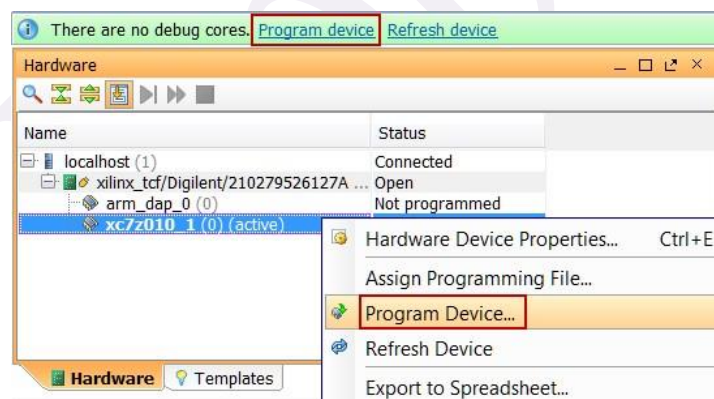 There are no debug cores. Program device Refresh device
Hardware
Name Status
localhost (1) Connected
xilinx_tcf/Digilent/210279526127A ... Open
arm_dap_0 (0) Not programmed
xc7z010_1 (0) (active)
Hardware Device Properties... Ctrl+E
Assign Programming File...
Program Device...
Refresh Device
Export to Spreadsheet...
Hardware Templates